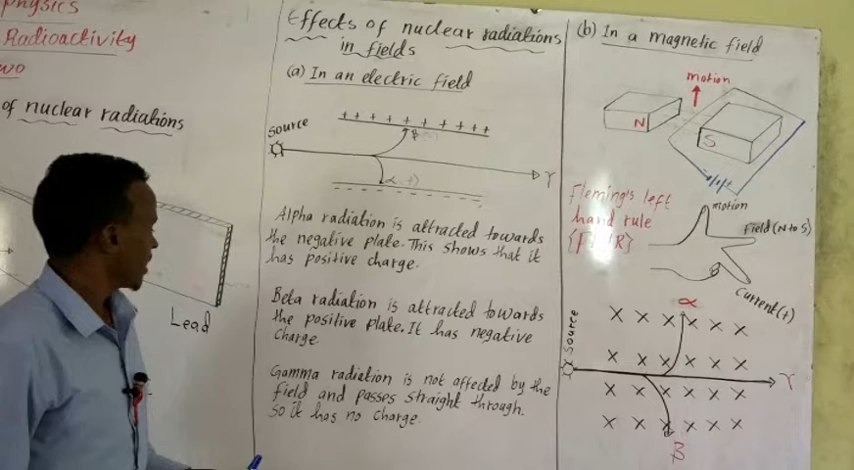 physics
Radioactivity
of nuclear radiations
Lead
Effects of nuclear radiations
in fields
(a) In an electric field
+ + + + + + + + + +
Source
β
α (+)
γ
Alpha radiation is attracted towards
the negative plate. This shows that it
has positive charge.
Beta radiation is attracted towards
the positive plate. It has negative
charge
Gamma radiation is not affected by the
field and passes straight through.
So it has no charge.
(b) In a magnetic field
motion
N
S
Fleming's left
hand rule
motion
Field (N to S)
Current (+)
α
× × × × × ×
Source
× × × × × ×
γ
× × × × × ×
× × × × × ×
β